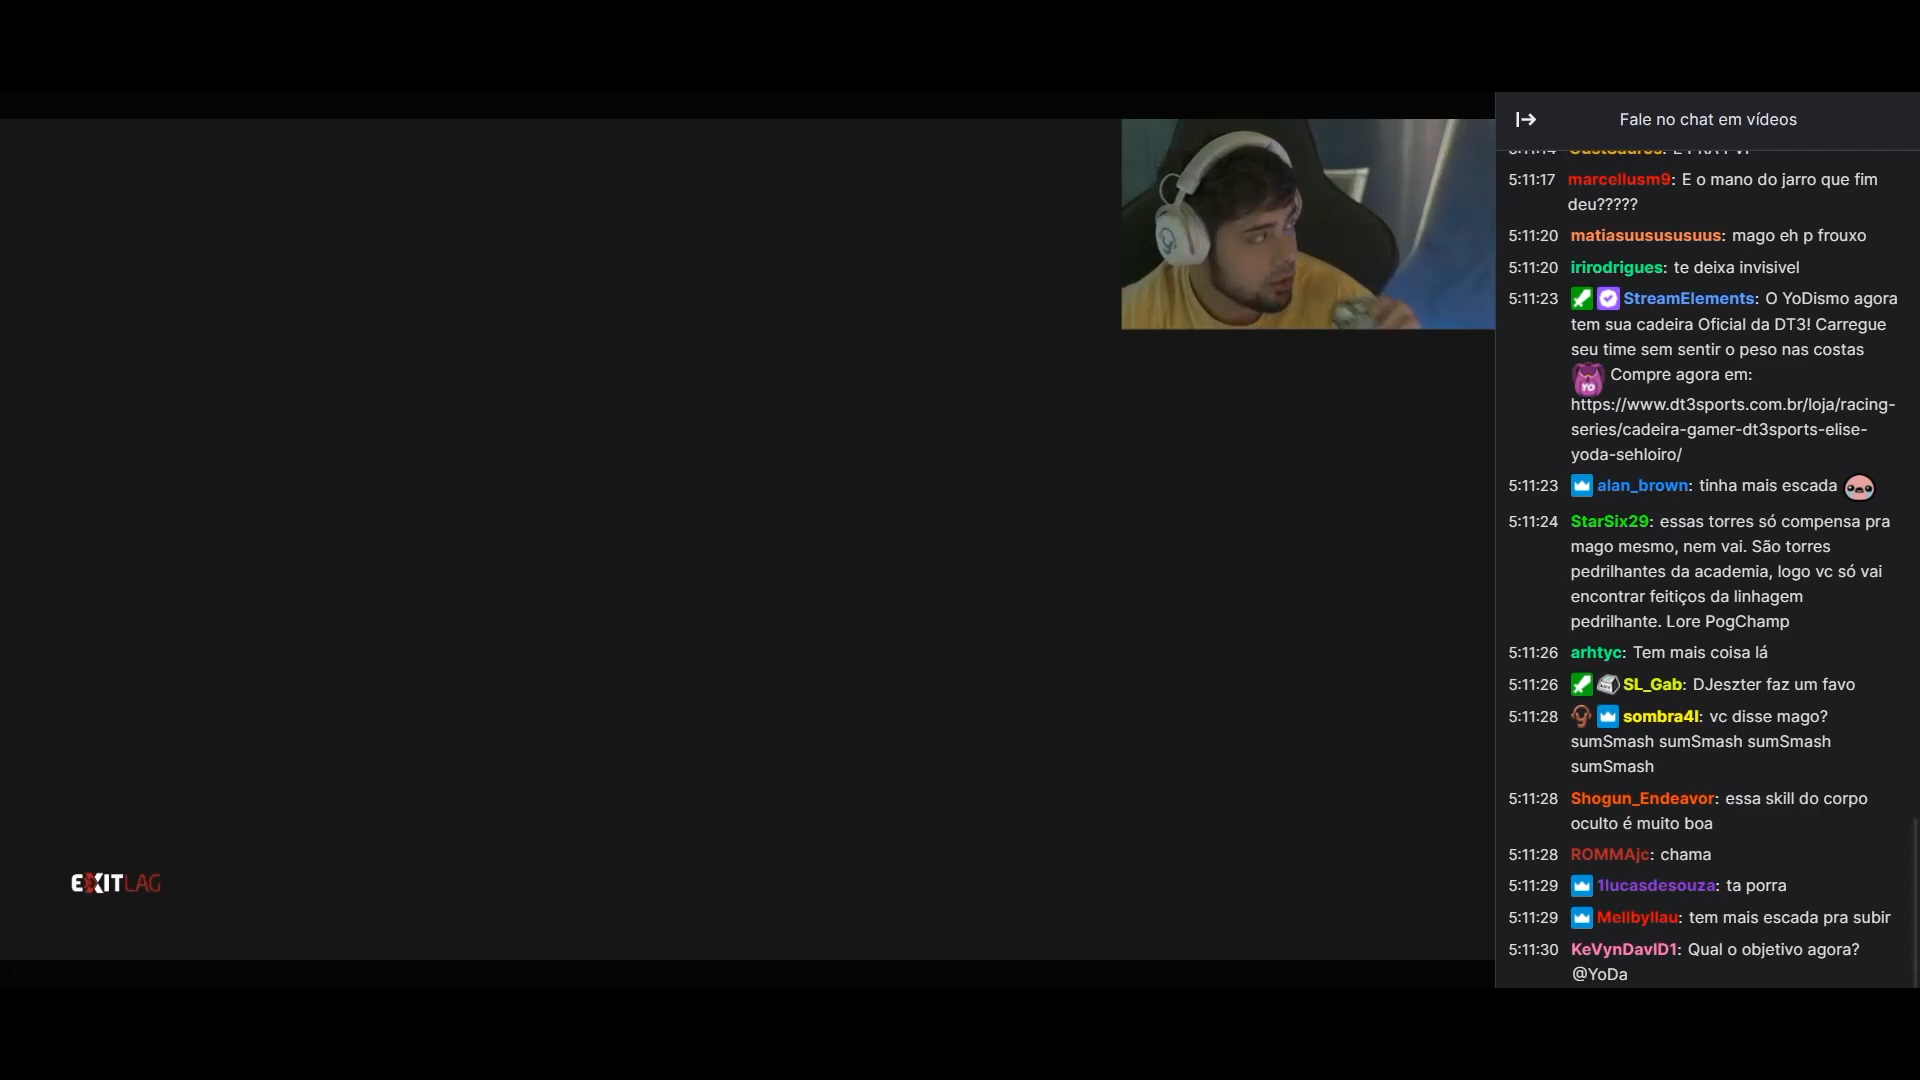 Fale no chat em vídeos
5:11:17 marcellusm9: E o mano do jarro que fim
deu?????
5:11:20 matiasuusususuus: mago eh p frouxo
5:11:20 irirodrigues: te deixa invisivel
5:11:23 StreamElements: O YoDismo agora
tem sua cadeira Oficial da DT3! Carregue
seu time sem sentir o peso nas costas
YO Compre agora em:
https://www.dt3sports.com.br/loja/racing-
series/cadeira-gamer-dt3sports-elise-
yoda-sehloiro/
5:11:23 alan_brown: tinha mais escada
5:11:24 StarSix29: essas torres só compensa pra
mago mesmo, nem vai. São torres
pedrilhantes da academia, logo vc só vai
encontrar feitiços da linhagem
pedrilhante. Lore PogChamp
5:11:26 arhtyc: Tem mais coisa lá
5:11:26 SL_Gab: DJeszter faz um favo
5:11:28 sombra4l: vc disse mago?
sumSmash sumSmash sumSmash
sumSmash
5:11:28 Shogun_Endeavor: essa skill do corpo
oculto é muito boa
5:11:28 ROMMAjc: chama
5:11:29 1lucasdesouza: ta porra
5:11:29 Mellbyllau: tem mais escada pra subir
5:11:30 KeVynDavID1: Qual o objetivo agora?
@YoDa
EXITLAG